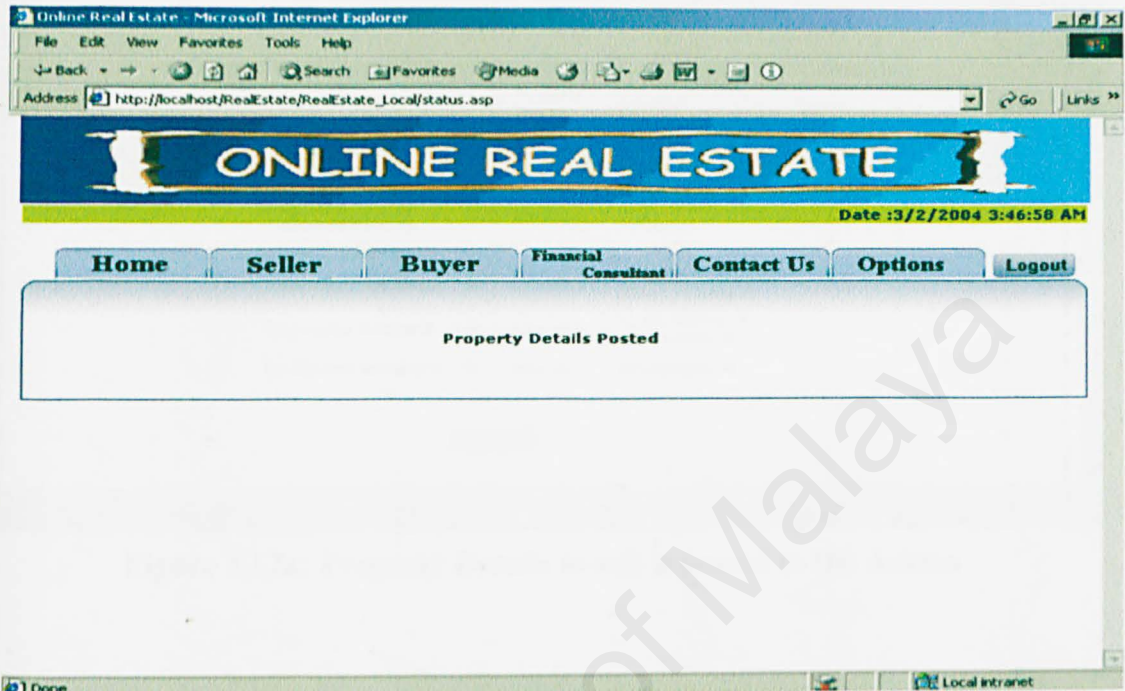 Online Real Estate - Microsoft Internet Explorer
File Edit View Favorites Tools Help
Back Search Favorites Media
Address http://localhost/RealEstate/RealEstate_Local/status.asp Go Links »
ONLINE REAL ESTATE
Date :3/2/2004 3:46:58 AM
Home Seller Buyer Financial Consultant Contact Us Options Logout
Property Details Posted
of Malaya
Done Local intranet